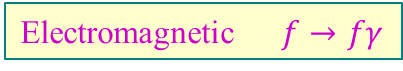 Electromagnetic f → fγ